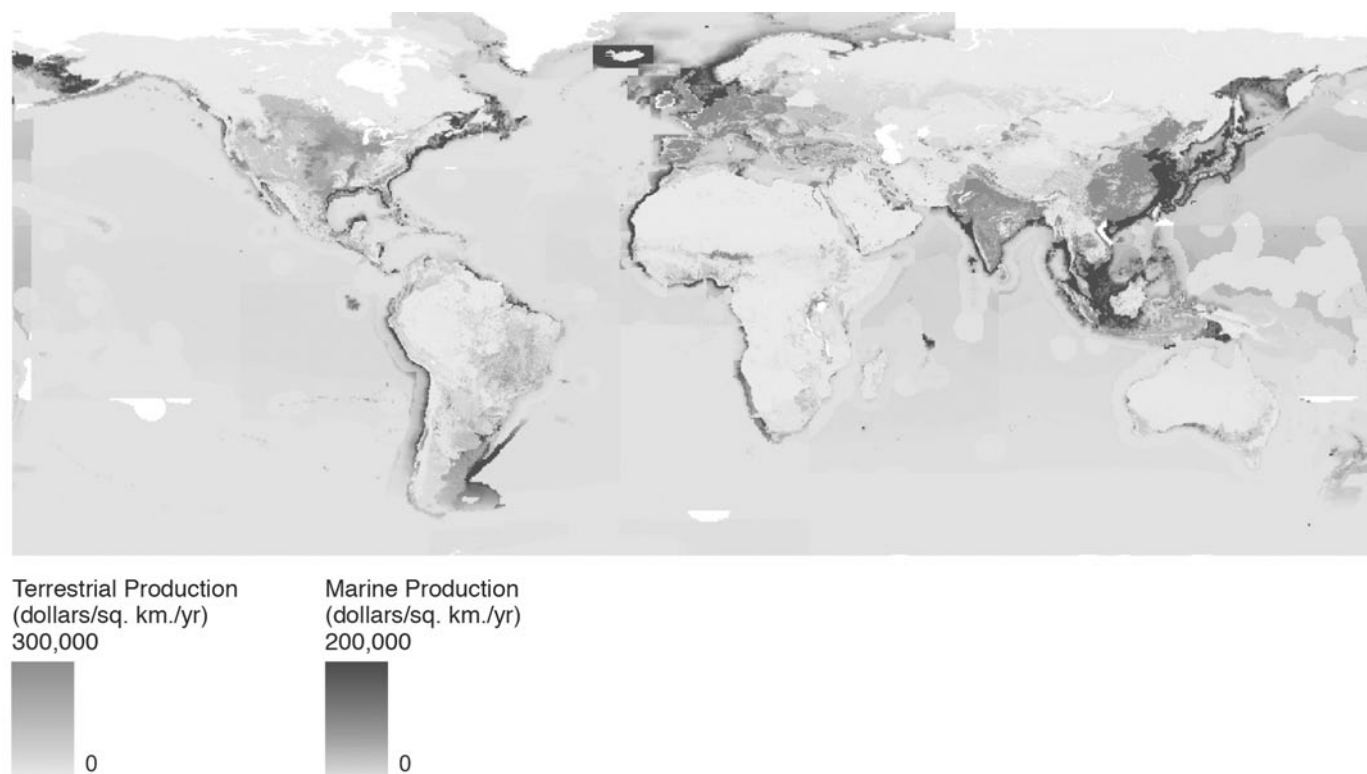 Terrestrial Production
(dollars/sq. km./yr)
300,000
0
Marine Production
(dollars/sq. km./yr)
200,000
0